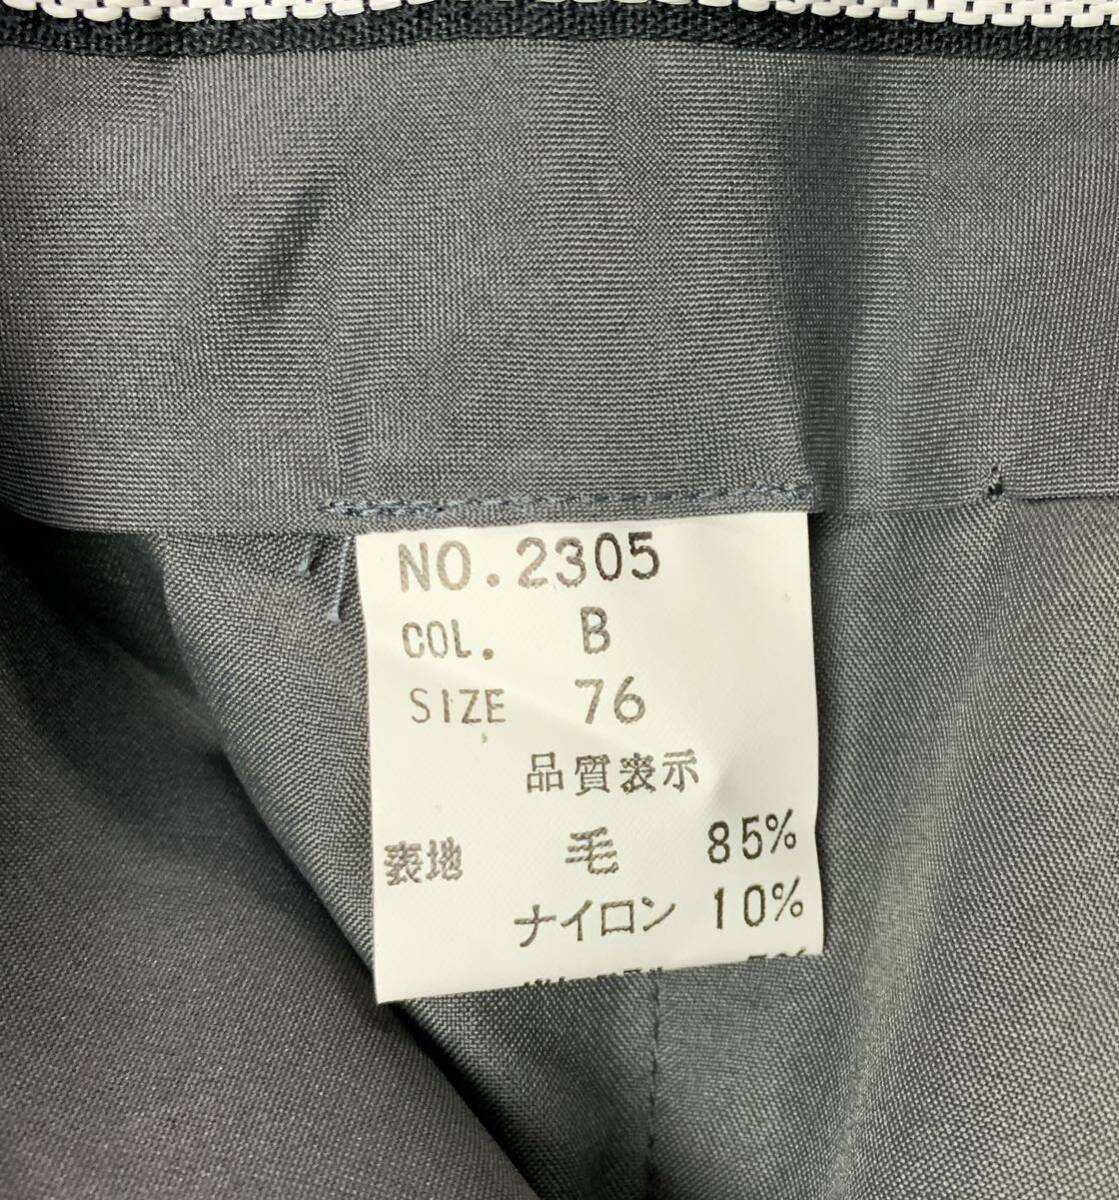 NO.2305
COL. B
SIZE 76
品質表示
表地 毛 85%
ナイロン 10%